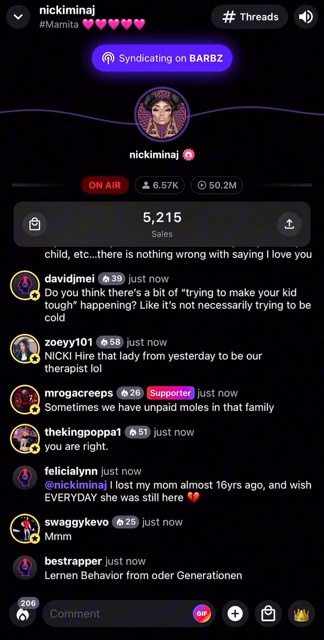 nickiminaj
#Mamita 💗💗💗💗💗
# Threads
Syndicating on BARBZ
nickiminaj
ON AIR 6.57K 50.2M
5,215
Sales
child, etc...there is nothing wrong with saying I love you
davidjmei 39 just now
Do you think there's a bit of "trying to make your kid
tough" happening? Like it's not necessarily trying to be
cold
zoeyy101 58 just now
NICKI Hire that lady from yesterday to be our
therapist lol
mrogacreeps 26 Supporter just now
Sometimes we have unpaid moles in that family
thekingpoppa1 51 just now
you are right.
felicialynn just now
@nickiminaj I lost my mom almost 16yrs ago, and wish
EVERYDAY she was still here 💔
swaggykevo 25 just now
Mmm
bestrapper just now
Lernen Behavior from oder Generationen
206
Comment GIF